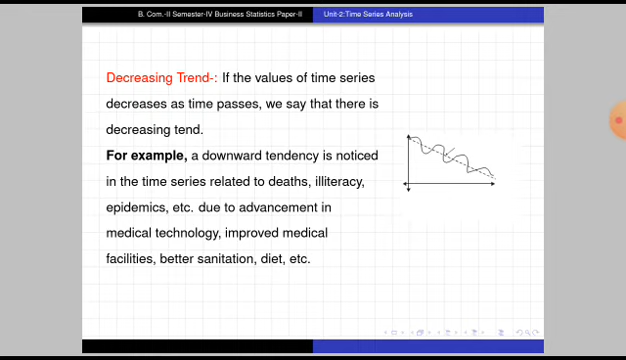 B. Com.-II Semester-IV Business Statistics Paper-II Unit-2:Time Series Analysis
Decreasing Trend-: If the values of time series
decreases as time passes, we say that there is
decreasing tend.
For example, a downward tendency is noticed
in the time series related to deaths, illiteracy,
epidemics, etc. due to advancement in
medical technology, improved medical
facilities, better sanitation, diet, etc.